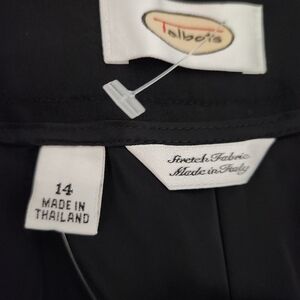 Talbots
Stretch Fabric
Made in Italy
14
MADE IN
THAILAND